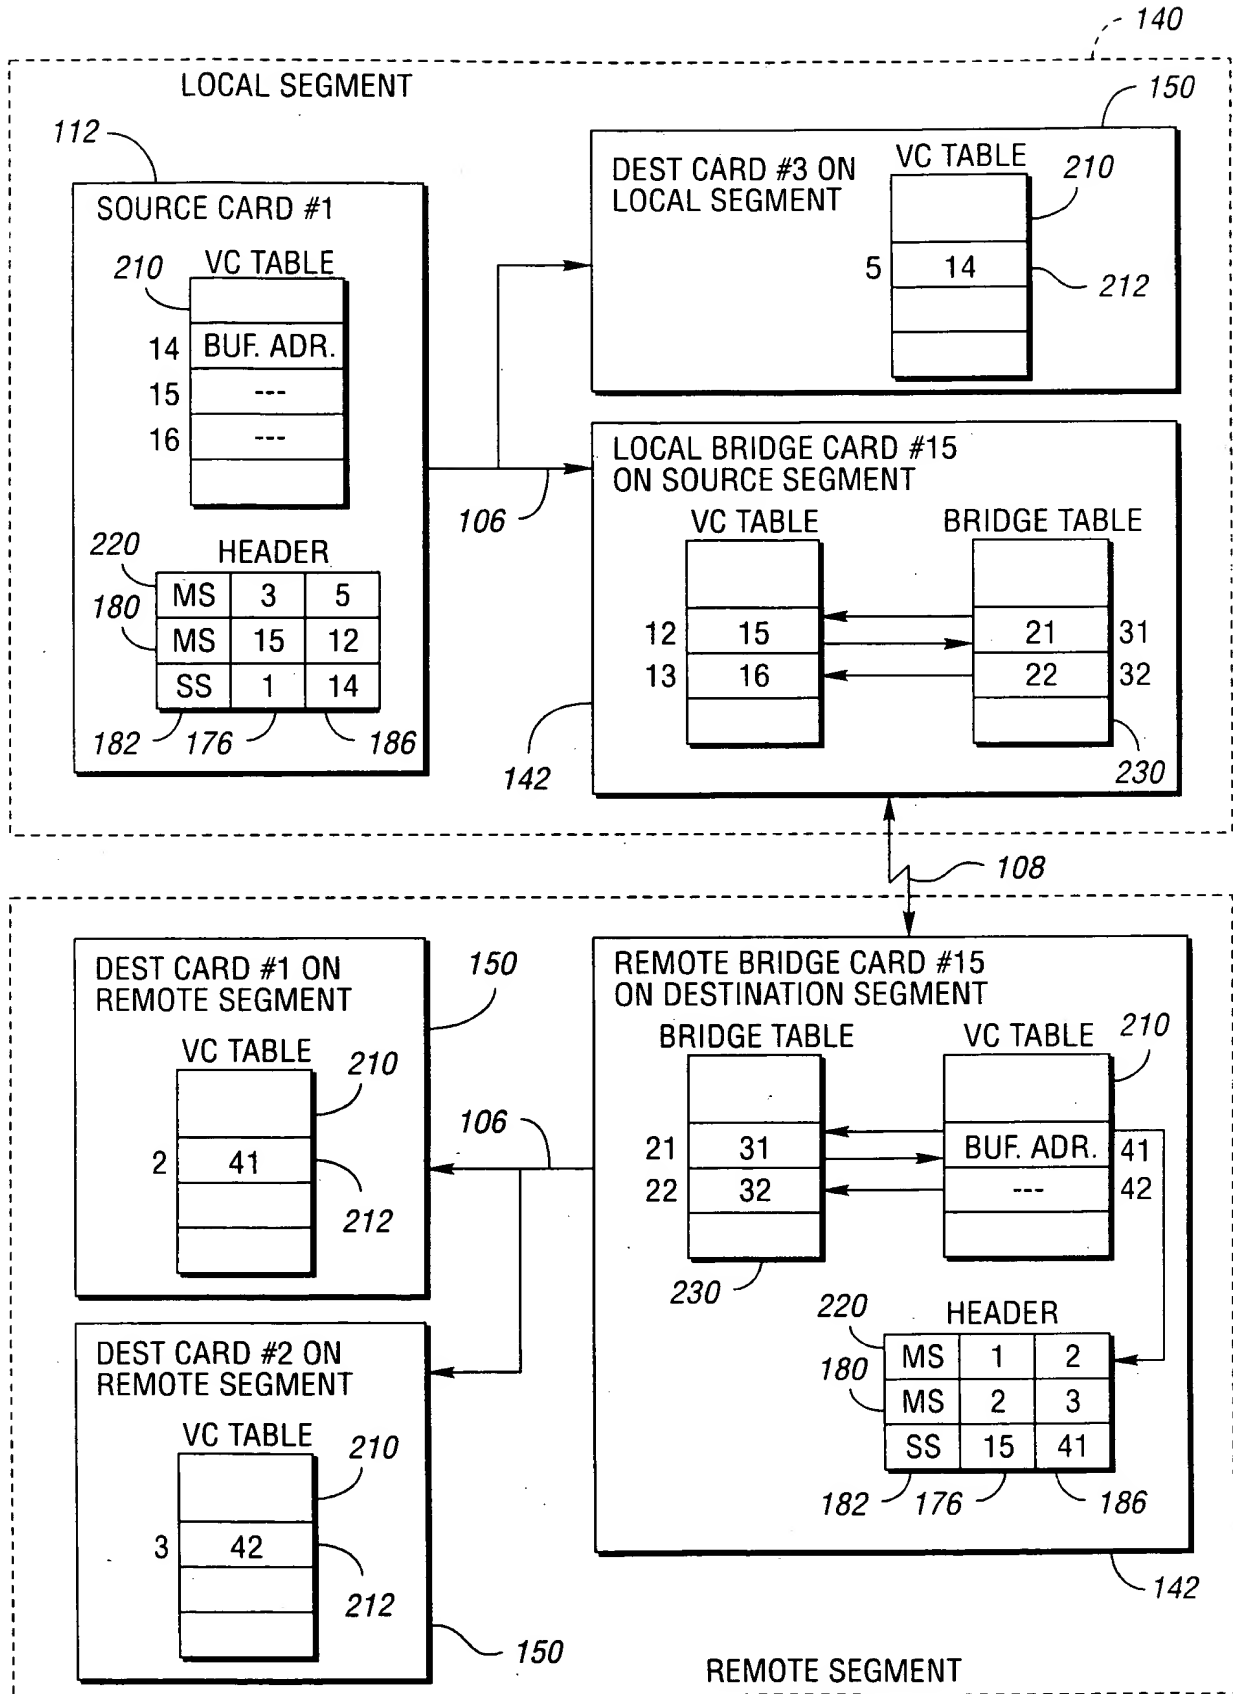 140
LOCAL SEGMENT
150
112
DEST CARD #3 ON
LOCAL SEGMENT
VC TABLE
210
5 14
212
SOURCE CARD #1
VC TABLE
210
14 BUF. ADR.
15 ---
16 ---
HEADER
220
180
MS 3 5
MS 15 12
SS 1 14
182 176 186
106
LOCAL BRIDGE CARD #15
ON SOURCE SEGMENT
VC TABLE BRIDGE TABLE
12 15 21 31
13 16 22 32
142
230
108
DEST CARD #1 ON
REMOTE SEGMENT
150
VC TABLE
210
2 41
212
106
REMOTE BRIDGE CARD #15
ON DESTINATION SEGMENT
BRIDGE TABLE VC TABLE
210
21 31 BUF. ADR. 41
22 32 --- 42
230
HEADER
220
180
MS 1 2
MS 2 3
SS 15 41
182 176 186
142
DEST CARD #2 ON
REMOTE SEGMENT
VC TABLE
210
3 42
212
150
REMOTE SEGMENT